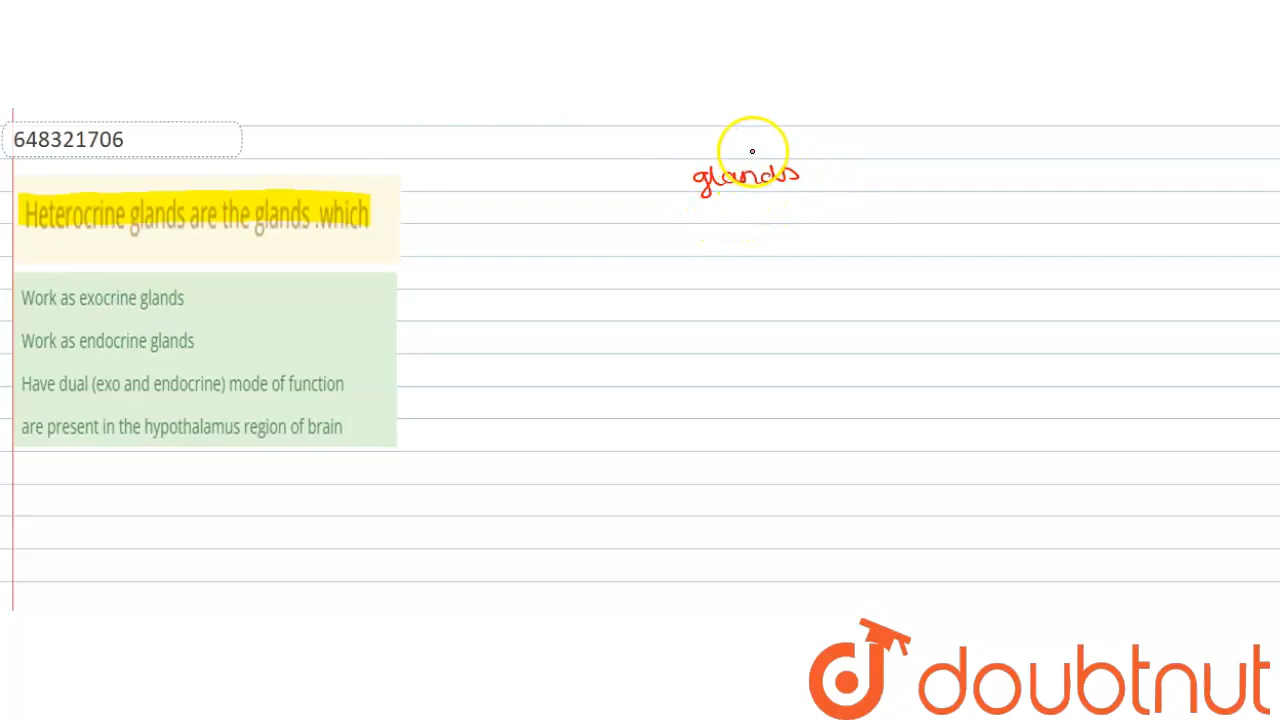 648321706
glands
Heterocrine glands are the glands .which
Work as exocrine glands
Work as endocrine glands
Have dual (exo and endocrine) mode of function
are present in the hypothalamus region of brain
doubtnut